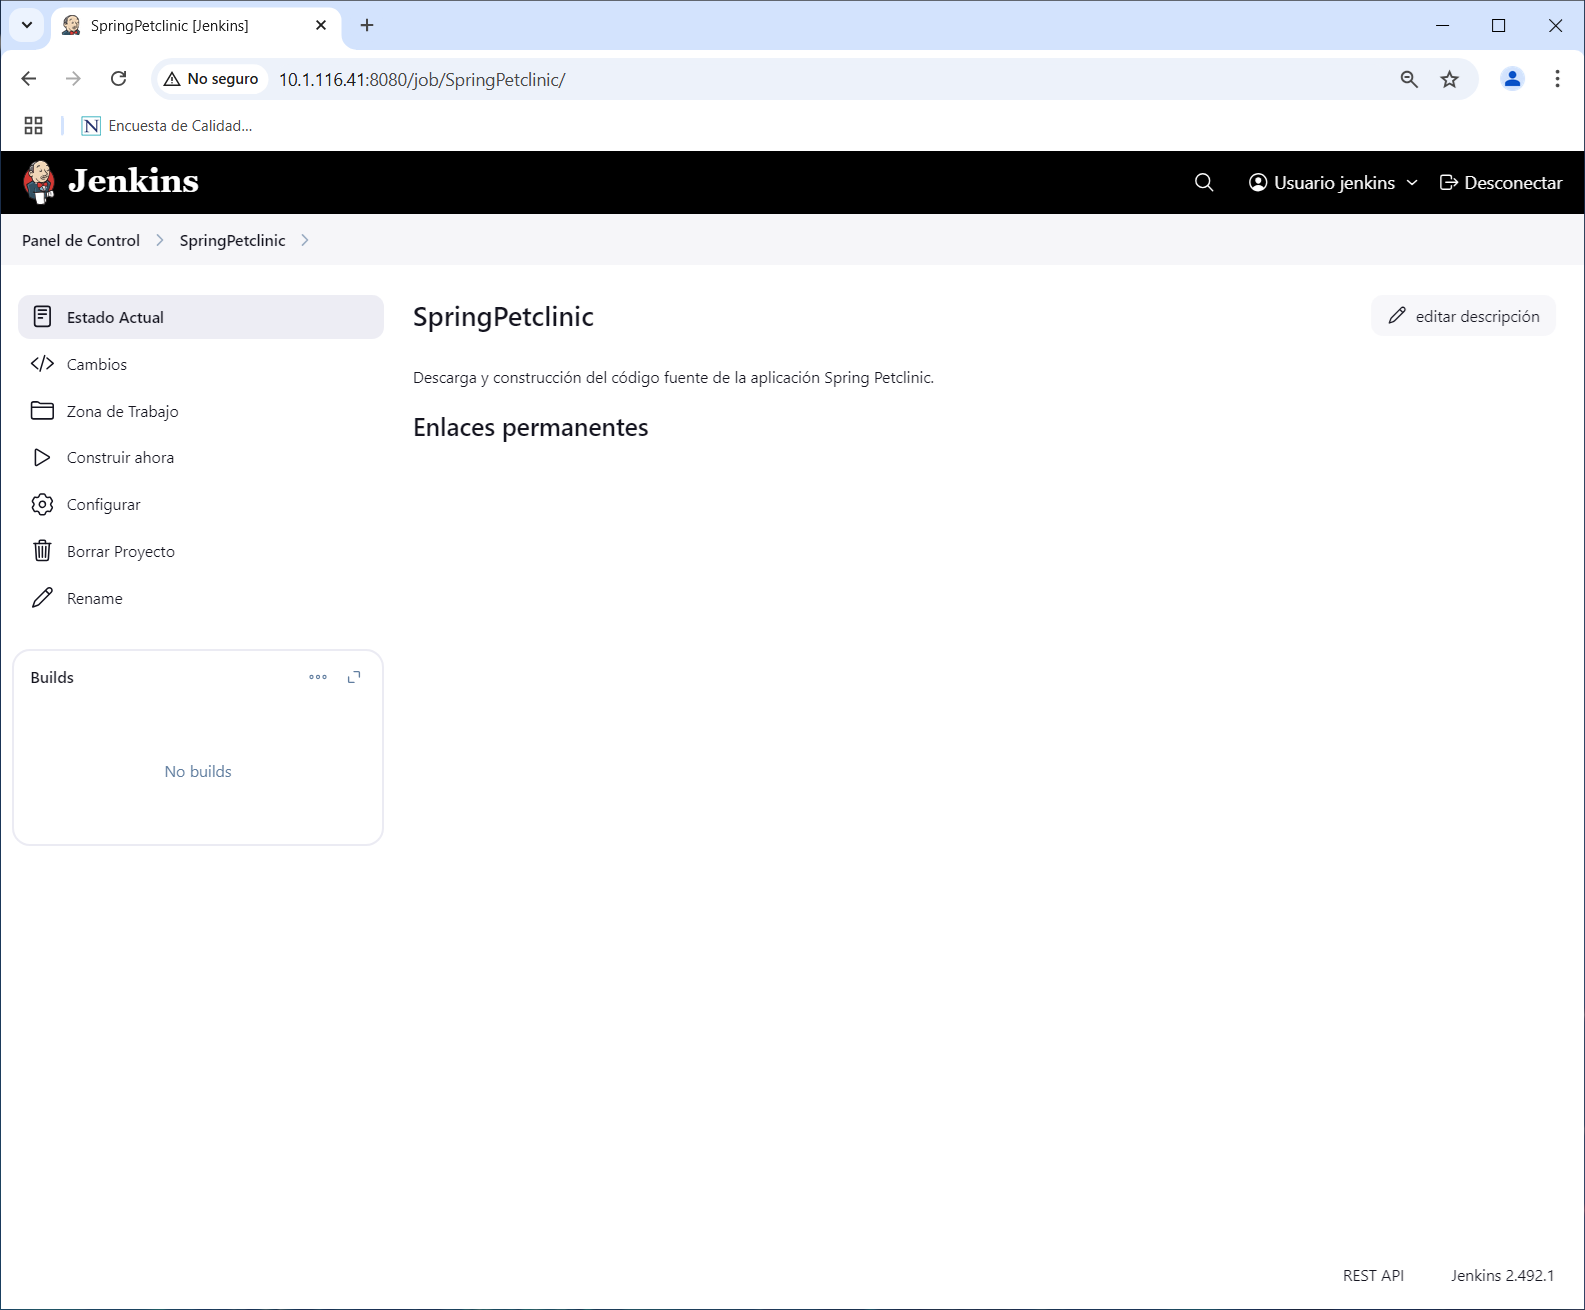 SpringPetclinic [Jenkins]
No seguro 10.1.116.41:8080/job/SpringPetclinic/
N Encuesta de Calidad...
Jenkins Usuario jenkins Desconectar
Panel de Control SpringPetclinic
Estado Actual
Cambios
Zona de Trabajo
Construir ahora
Configurar
Borrar Proyecto
Rename
Builds
No builds
SpringPetclinic editar descripción
Descarga y construcción del código fuente de la aplicación Spring Petclinic.
Enlaces permanentes
REST API Jenkins 2.492.1